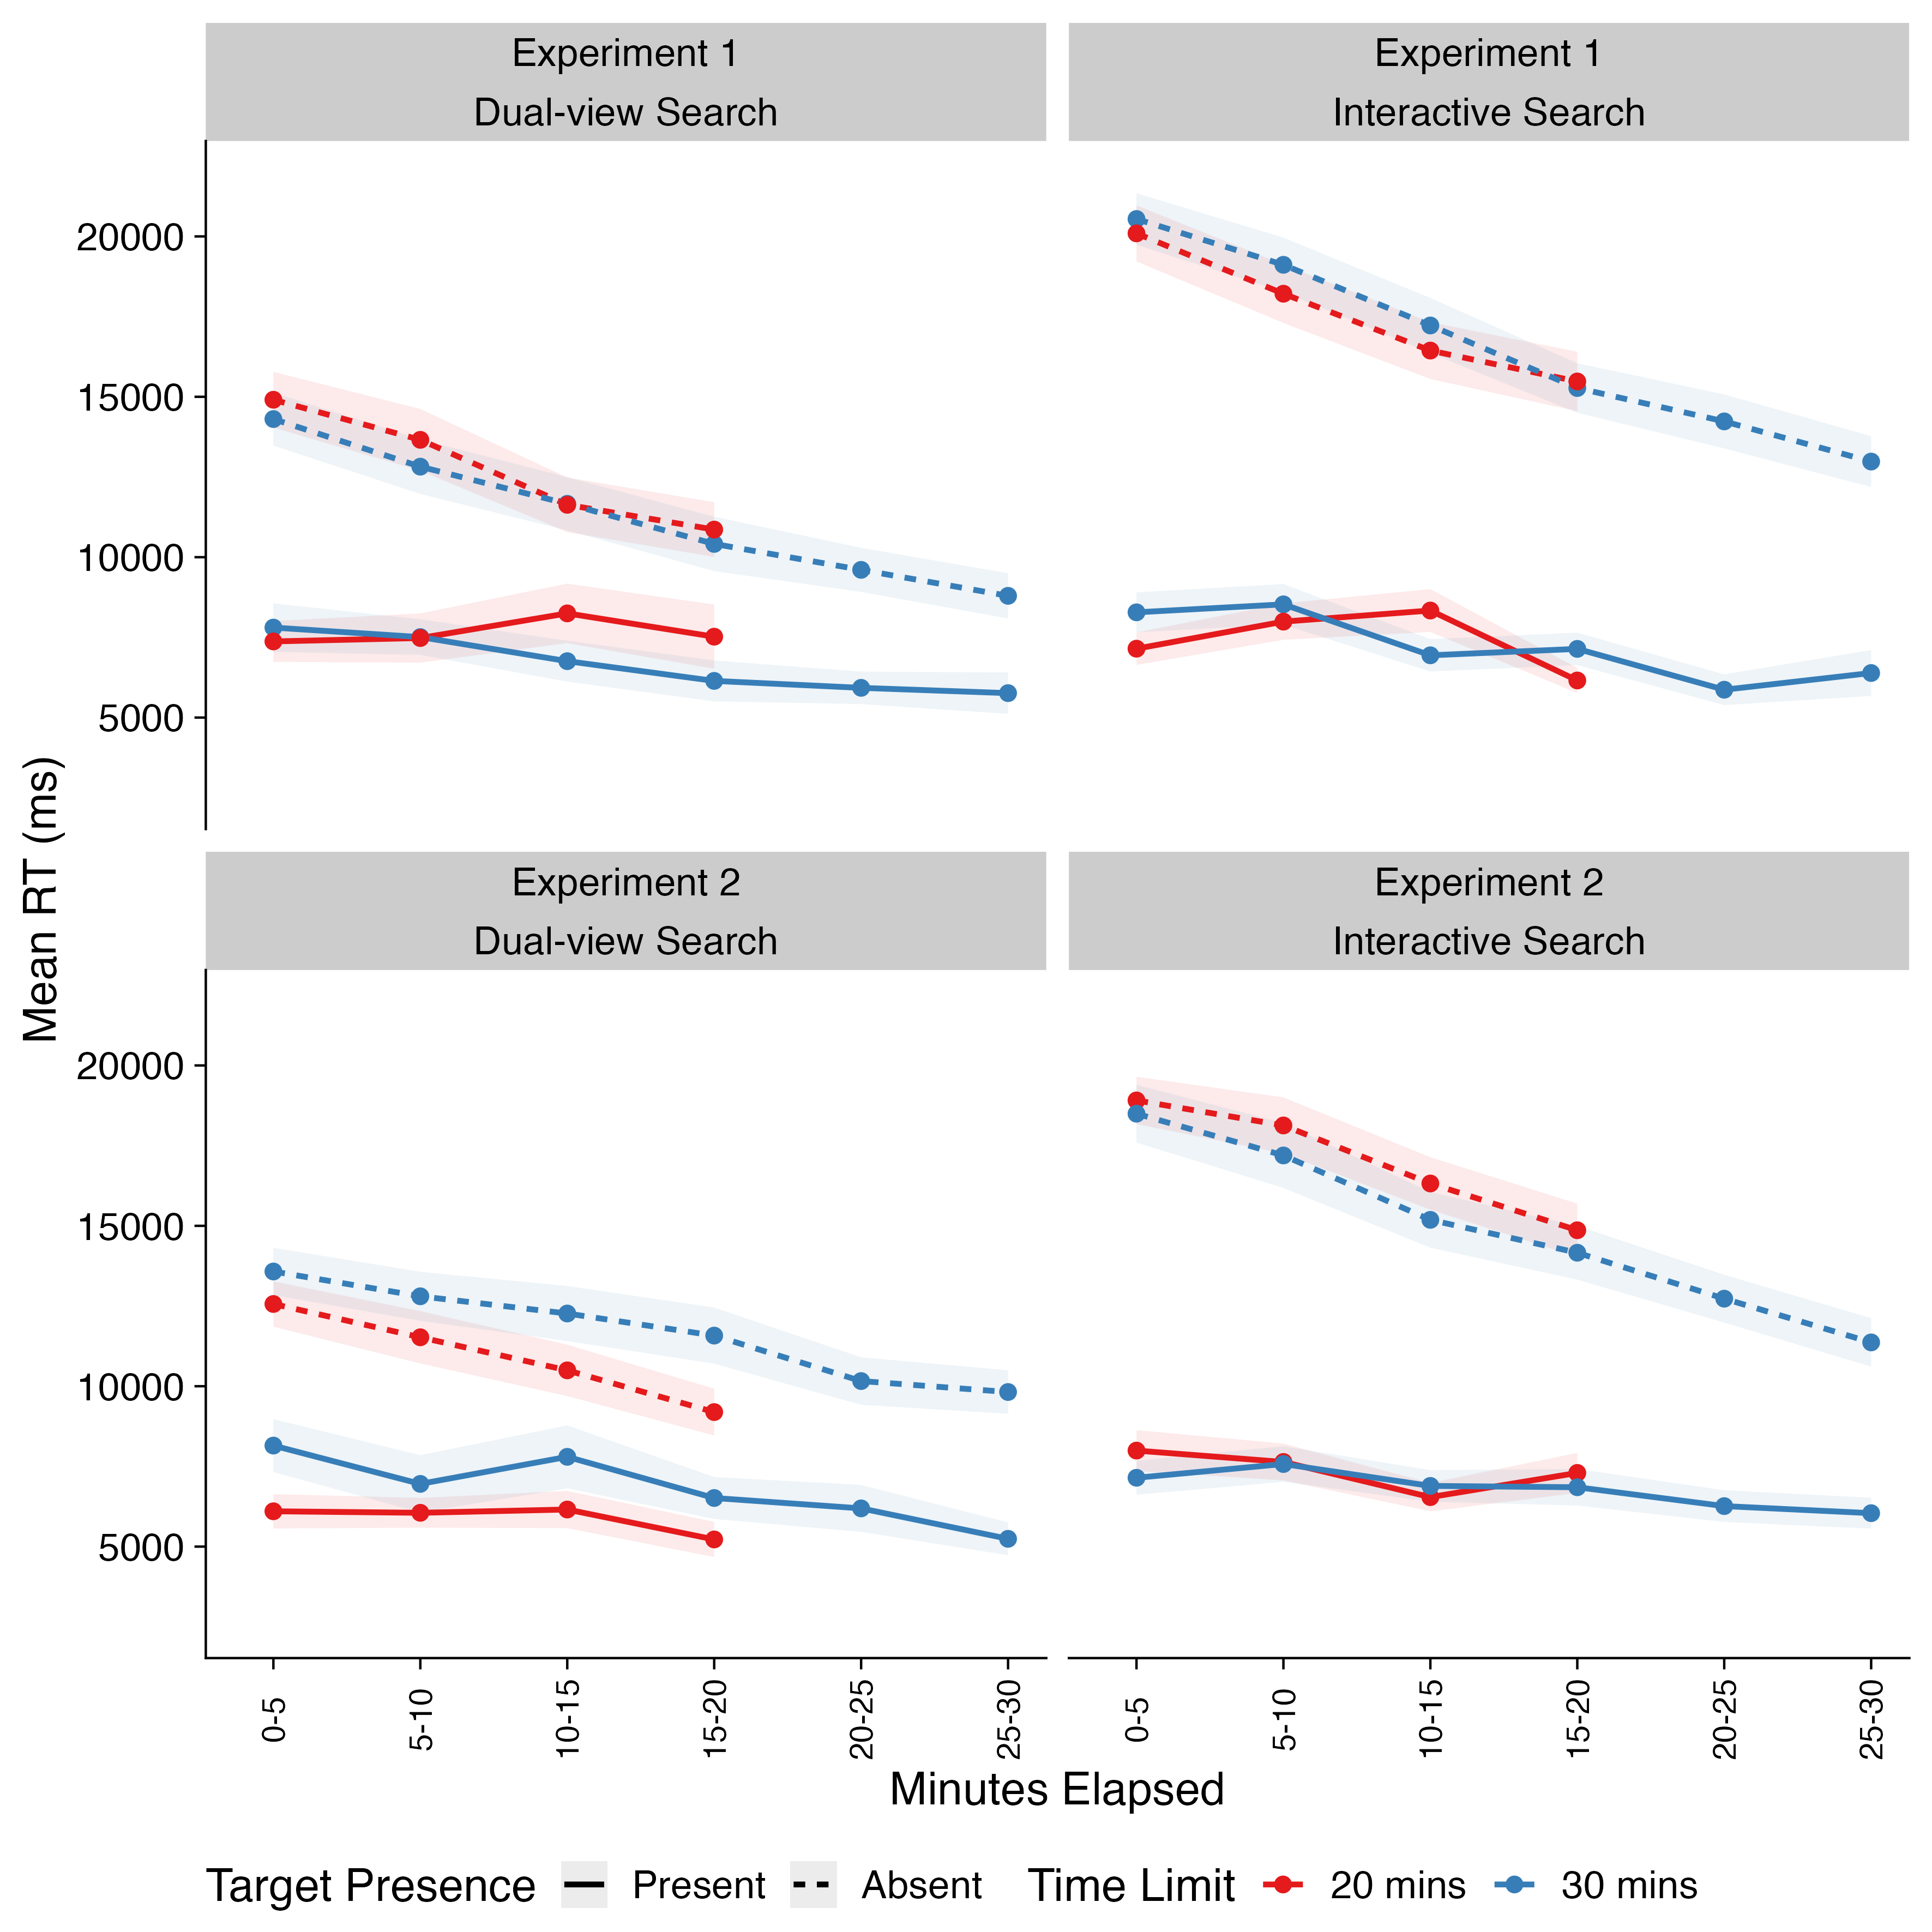 Experiment 1
Dual-view Search
Experiment 1
Interactive Search
20000
15000
10000
5000
Mean RT (ms)
Experiment 2
Dual-view Search
Experiment 2
Interactive Search
20000
15000
10000
5000
0-5
5-10
10-15
15-20
20-25
25-30
0-5
5-10
10-15
15-20
20-25
25-30
Minutes Elapsed
Target Presence Present Absent Time Limit 20 mins 30 mins